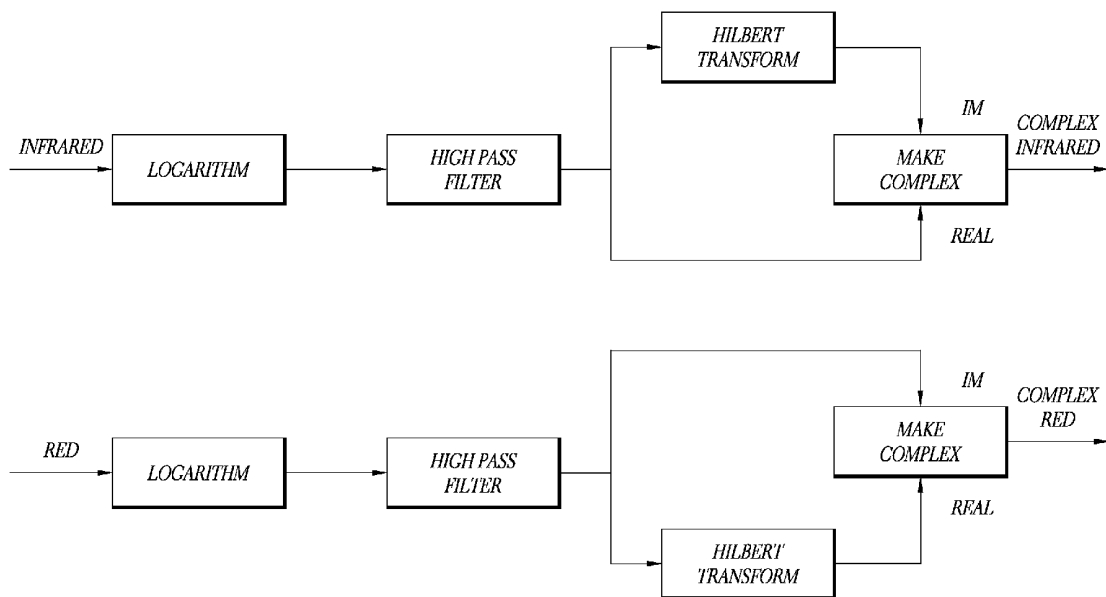 HILBERT
TRANSFORM
IM
COMPLEX
INFRARED
INFRARED
LOGARITHM
HIGH PASS
FILTER
MAKE
COMPLEX
REAL
IM
COMPLEX
RED
RED
LOGARITHM
HIGH PASS
FILTER
MAKE
COMPLEX
REAL
HILBERT
TRANSFORM